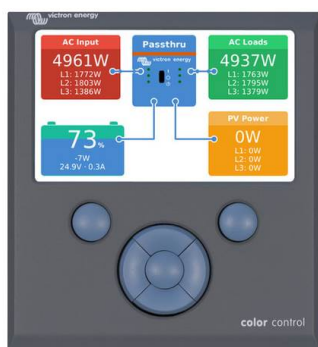 victron energy
AC Input
4961W
L1: 1772W
L2: 1803W
L3: 1386W
Passthru
victron energy
AC Loads
4937W
L1: 1763W
L2: 1795W
L3: 1379W
73%
-7W
24.9V · 0.3A
PV Power
0W
L1: 0W
L2: 0W
L3: 0W
color control